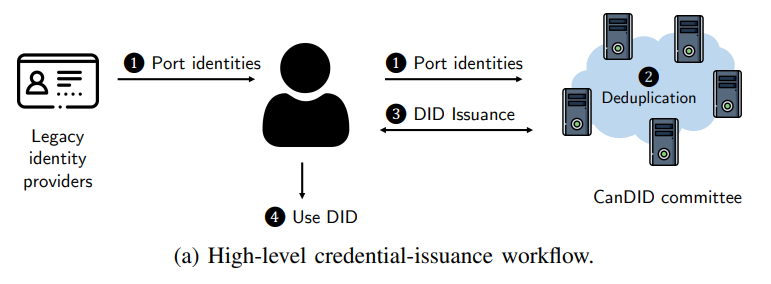 1 Port identities
1 Port identities
2
Deduplication
3 DID Issuance
Legacy
identity
providers
4 Use DID
CanDID committee
(a) High-level credential-issuance workflow.